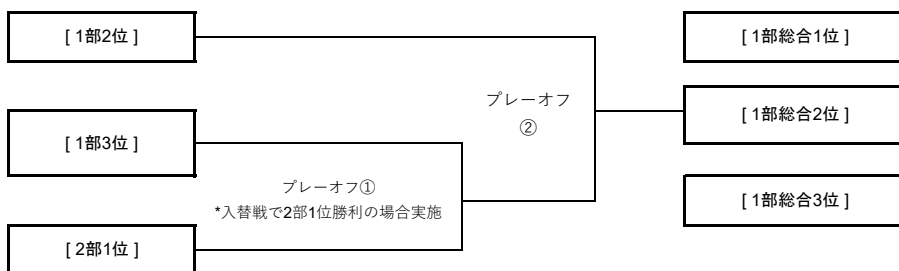 [ 1部2位 ]
[ 1部総合1位 ]
プレーオフ
②
[ 1部総合2位 ]
[ 1部3位 ]
プレーオフ①
*入替戦で2部1位勝利の場合実施
[ 1部総合3位 ]
[ 2部1位 ]